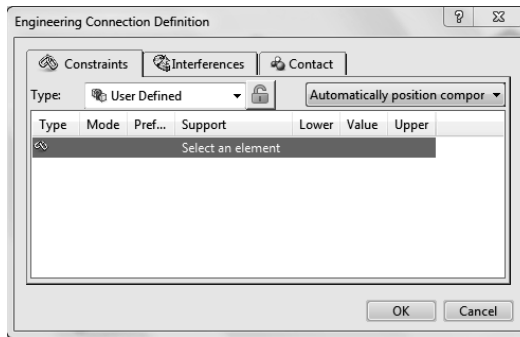 Engineering Connection Definition ?
Constraints Interferences Contact
Type: User Defined Automatically position compor
Type Mode Pref... Support Lower Value Upper
Select an element
OK Cancel